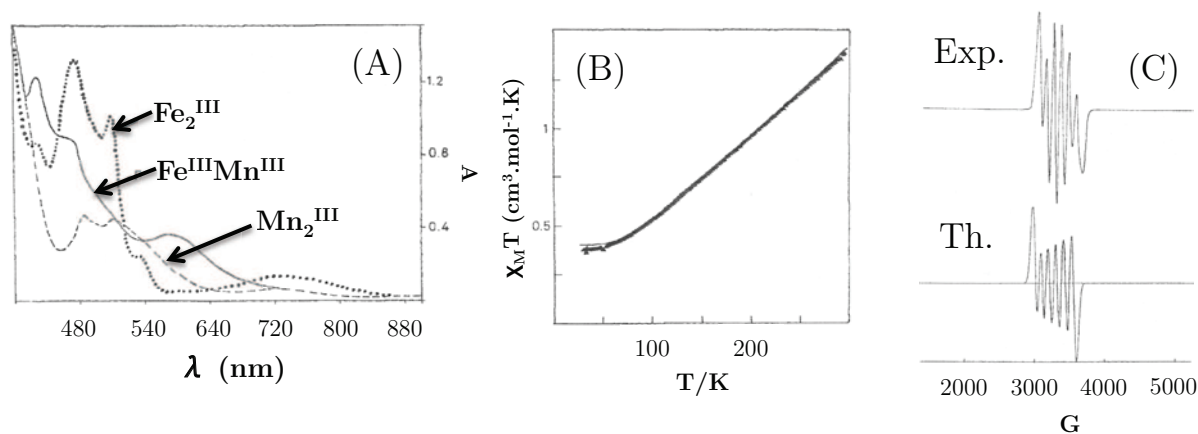 (A)
Fe₂ᴵᴵᴵ
FeᴵᴵᴵMnᴵᴵᴵ
Mn₂ᴵᴵᴵ
1.2
0.8
0.4
A
480 540 640 720 800 880
λ (nm)
(B)
χ_M T (cm³.mol⁻¹.K)
1
0.5
100 200
T/K
Exp.
(C)
Th.
2000 3000 4000 5000
G